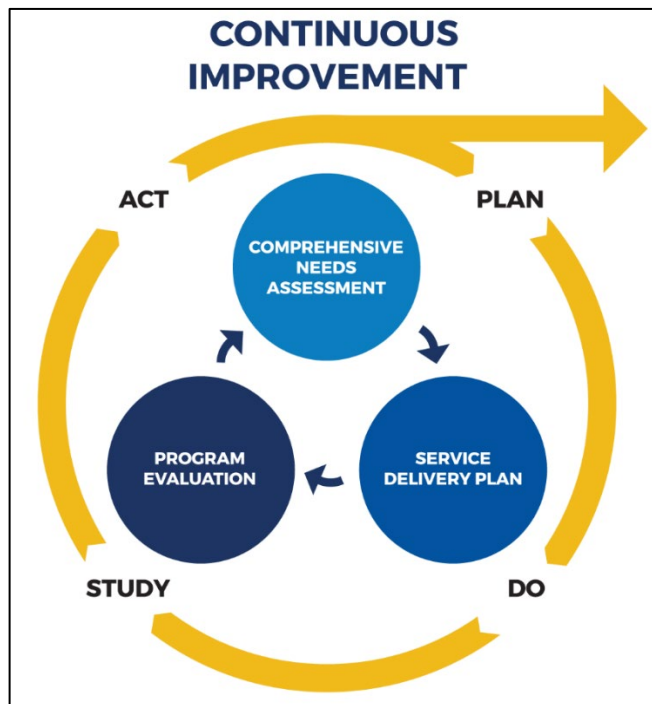 CONTINUOUS
IMPROVEMENT
ACT
PLAN
COMPREHENSIVE
NEEDS
ASSESSMENT
PROGRAM
EVALUATION
SERVICE
DELIVERY PLAN
STUDY
DO